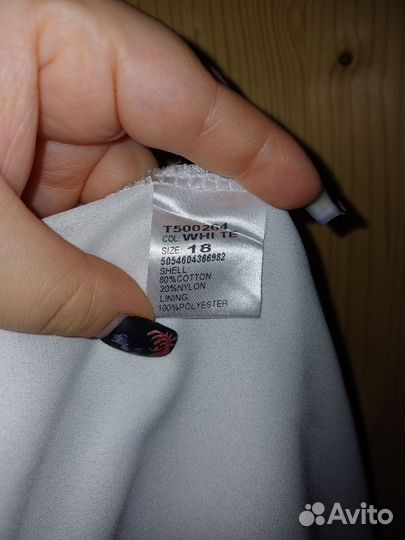 T500264
COL: WHITE
SIZE: 18
5054604366982
SHELL:
80%COTTON
20%NYLON
LINING:
100%POLYESTER
Avito